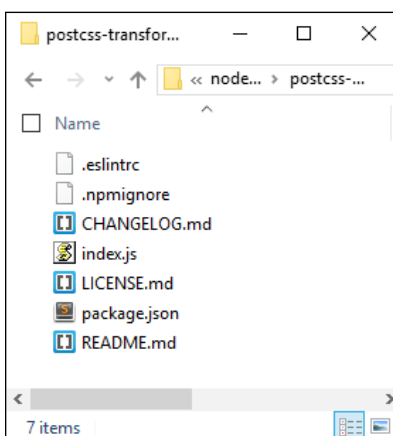 postcss-transfor...
« node... > postcss-...
Name
.eslintrc
.npmignore
CHANGELOG.md
index.js
LICENSE.md
package.json
README.md
7 items